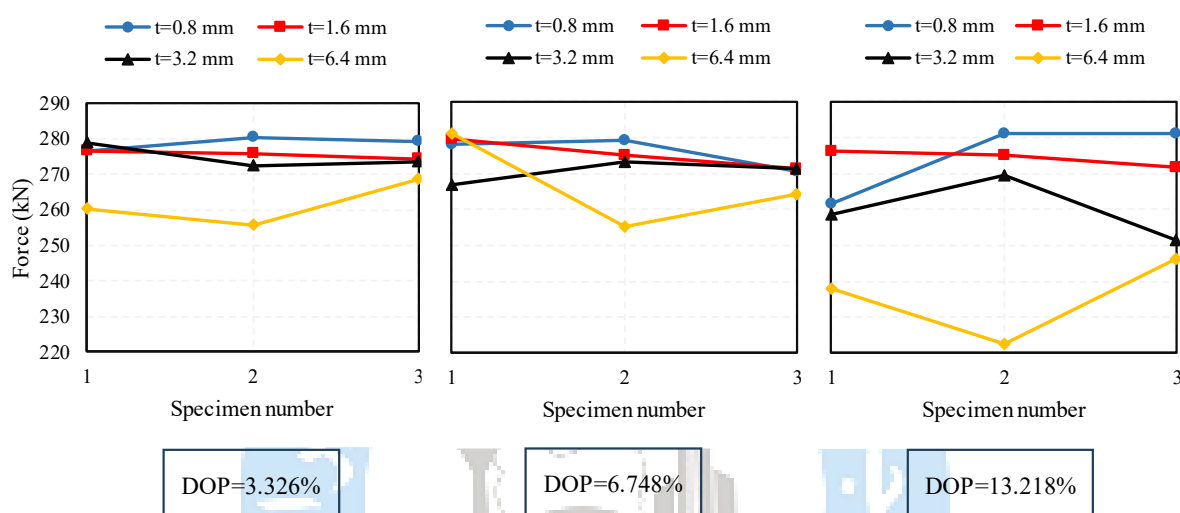 t=0.8 mm t=1.6 mm
t=3.2 mm t=6.4 mm
t=0.8 mm t=1.6 mm
t=3.2 mm t=6.4 mm
t=0.8 mm t=1.6 mm
t=3.2 mm t=6.4 mm
Force (kN)
290
280
270
260
250
240
230
220
1 2 3
Specimen number
1 2 3
Specimen number
1 2 3
Specimen number
DOP=3.326%
DOP=6.748%
DOP=13.218%